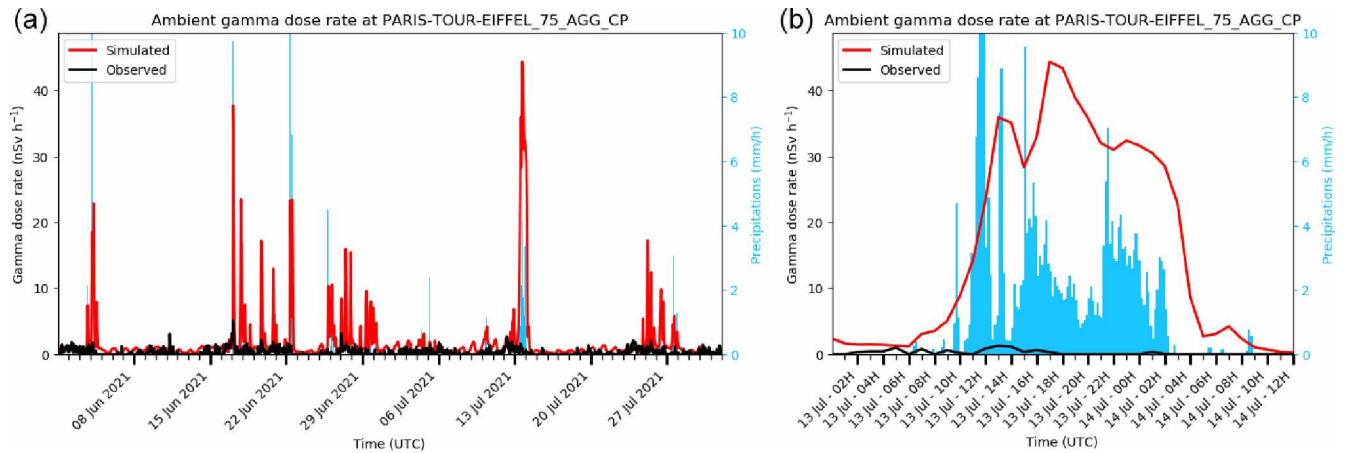 (a)
Ambient gamma dose rate at PARIS-TOUR-EIFFEL_75_AGG_CP
Simulated
Observed
Gamma dose rate (nSv h⁻¹)
40
30
20
10
0
Precipitations (mm/h)
10
8
6
4
2
0
08 Jun 2021
15 Jun 2021
22 Jun 2021
29 Jun 2021
06 Jul 2021
13 Jul 2021
20 Jul 2021
27 Jul 2021
Time (UTC)
(b)
Ambient gamma dose rate at PARIS-TOUR-EIFFEL_75_AGG_CP
Simulated
Observed
Gamma dose rate (nSv h⁻¹)
40
30
20
10
0
Precipitations (mm/h)
10
8
6
4
2
0
13 Jul - 02H
13 Jul - 04H
13 Jul - 06H
13 Jul - 08H
13 Jul - 10H
13 Jul - 12H
13 Jul - 14H
13 Jul - 16H
13 Jul - 18H
13 Jul - 20H
13 Jul - 22H
14 Jul - 00H
14 Jul - 02H
14 Jul - 04H
14 Jul - 06H
14 Jul - 08H
14 Jul - 10H
14 Jul - 12H
Time (UTC)